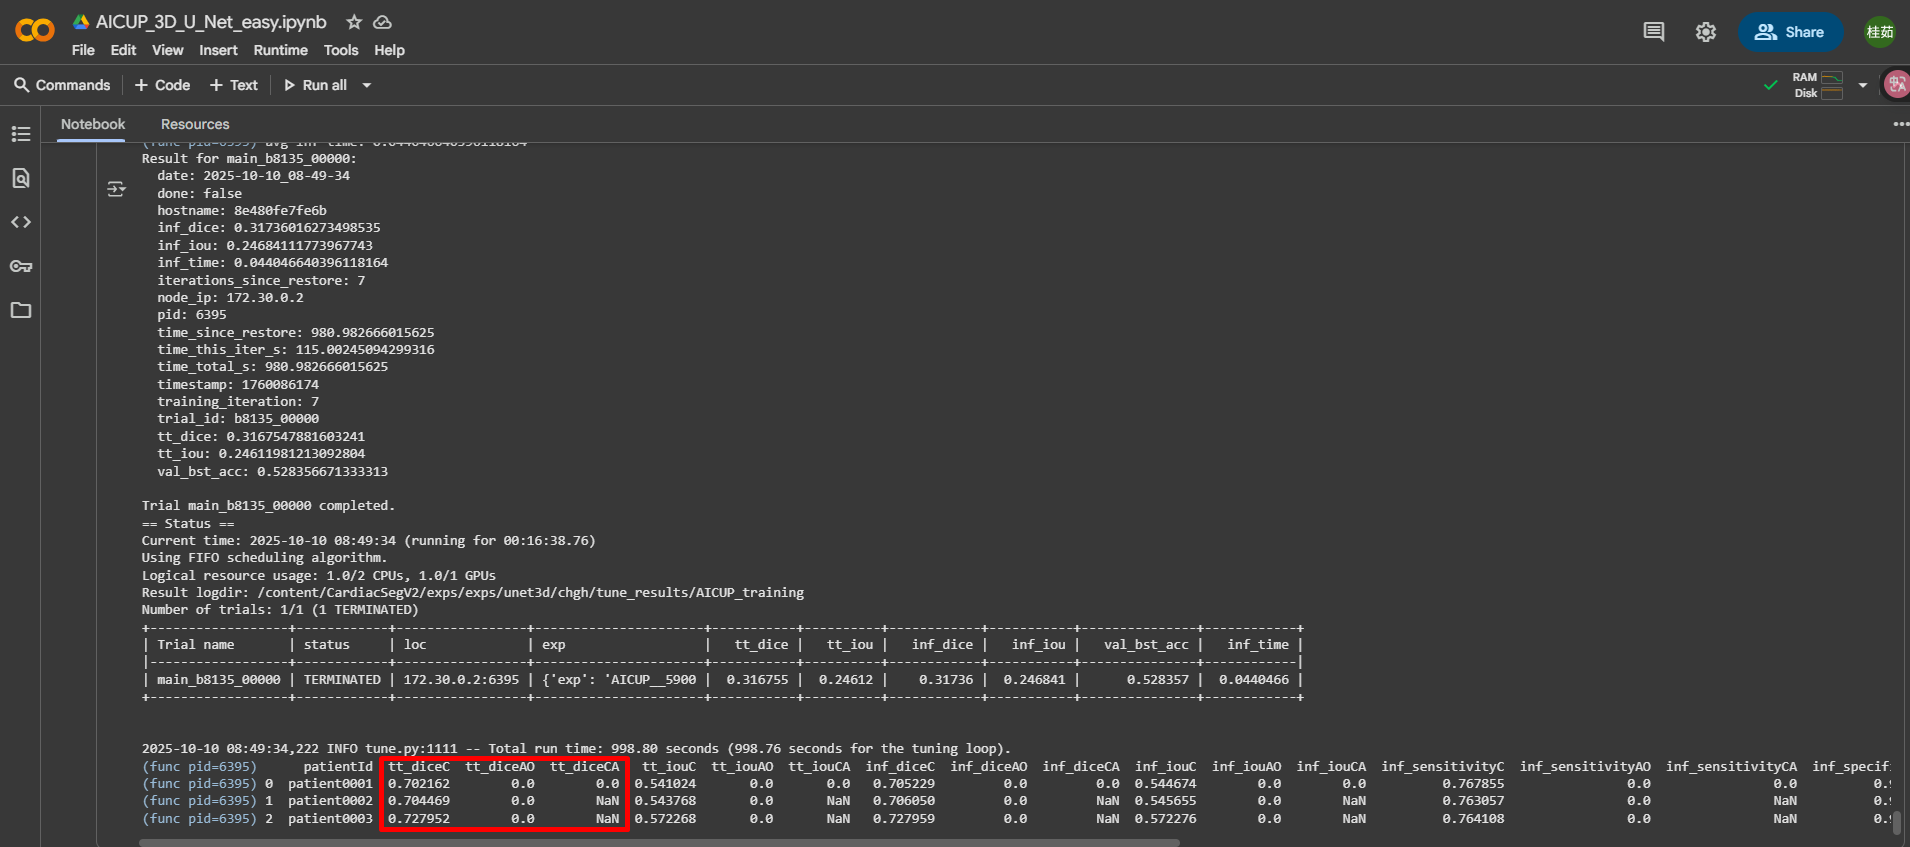 AICUP_3D_U_Net_easy.ipynb
File Edit View Insert Runtime Tools Help
Share
桂茹
Commands + Code + Text Run all
RAM
Disk
Notebook Resources
Result for main_b8135_00000:
date: 2025-10-10_08-49-34
done: false
hostname: 8e480fe7fe6b
inf_dice: 0.31736016273498535
inf_iou: 0.24684111773967743
inf_time: 0.044046640396118164
iterations_since_restore: 7
node_ip: 172.30.0.2
pid: 6395
time_since_restore: 980.982666015625
time_this_iter_s: 115.00245094299316
time_total_s: 980.982666015625
timestamp: 1760086174
training_iteration: 7
trial_id: b8135_00000
tt_dice: 0.3167547881603241
tt_iou: 0.24611981213092804
val_bst_acc: 0.528356671333313
Trial main_b8135_00000 completed.
== Status ==
Current time: 2025-10-10 08:49:34 (running for 00:16:38.76)
Using FIFO scheduling algorithm.
Logical resource usage: 1.0/2 CPUs, 1.0/1 GPUs
Result logdir: /content/CardiacSegV2/exps/exps/unet3d/chgh/tune_results/AICUP_training
Number of trials: 1/1 (1 TERMINATED)
| Trial name | status | loc | exp | tt_dice | tt_iou | inf_dice | inf_iou | val_bst_acc | inf_time |
| main_b8135_00000 | TERMINATED | 172.30.0.2:6395 | {'exp': 'AICUP__5900 | 0.316755 | 0.24612 | 0.31736 | 0.246841 | 0.528357 | 0.0440466 |
2025-10-10 08:49:34,222 INFO tune.py:1111 -- Total run time: 998.80 seconds (998.76 seconds for the tuning loop).
(func pid=6395) patientId tt_diceC tt_diceAO tt_diceCA tt_iouC tt_iouAO tt_iouCA inf_diceC inf_diceAO inf_diceCA inf_iouC inf_iouAO inf_iouCA inf_sensitivityC inf_sensitivityAO inf_sensitivityCA inf_specifi
(func pid=6395) 0 patient0001 0.702162 0.0 0.0 0.541024 0.0 0.0 0.705229 0.0 0.0 0.544674 0.0 0.0 0.767855 0.0 0.0 0.
(func pid=6395) 1 patient0002 0.704469 0.0 NaN 0.543768 0.0 NaN 0.706050 0.0 NaN 0.545655 0.0 NaN 0.763057 0.0 NaN 0.
(func pid=6395) 2 patient0003 0.727952 0.0 NaN 0.572268 0.0 NaN 0.727959 0.0 NaN 0.572276 0.0 NaN 0.764108 0.0 NaN 0.